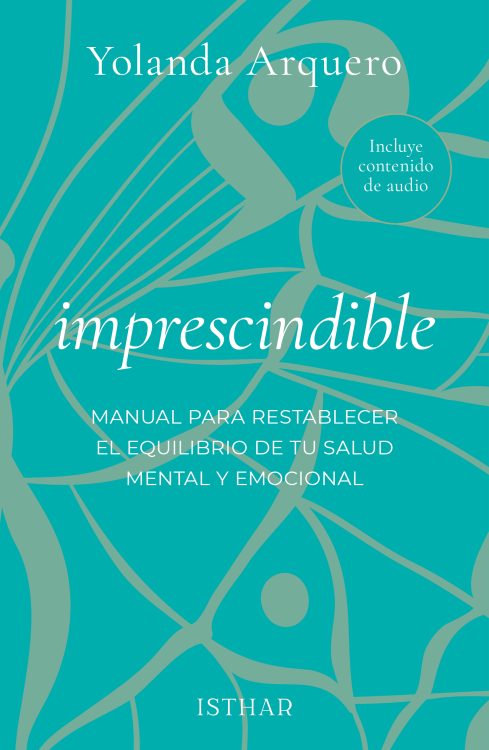 Yolanda Arquero
Incluye
contenido
de audio
imprescindible
MANUAL PARA RESTABLECER
EL EQUILIBRIO DE TU SALUD
MENTAL Y EMOCIONAL
ISTHAR